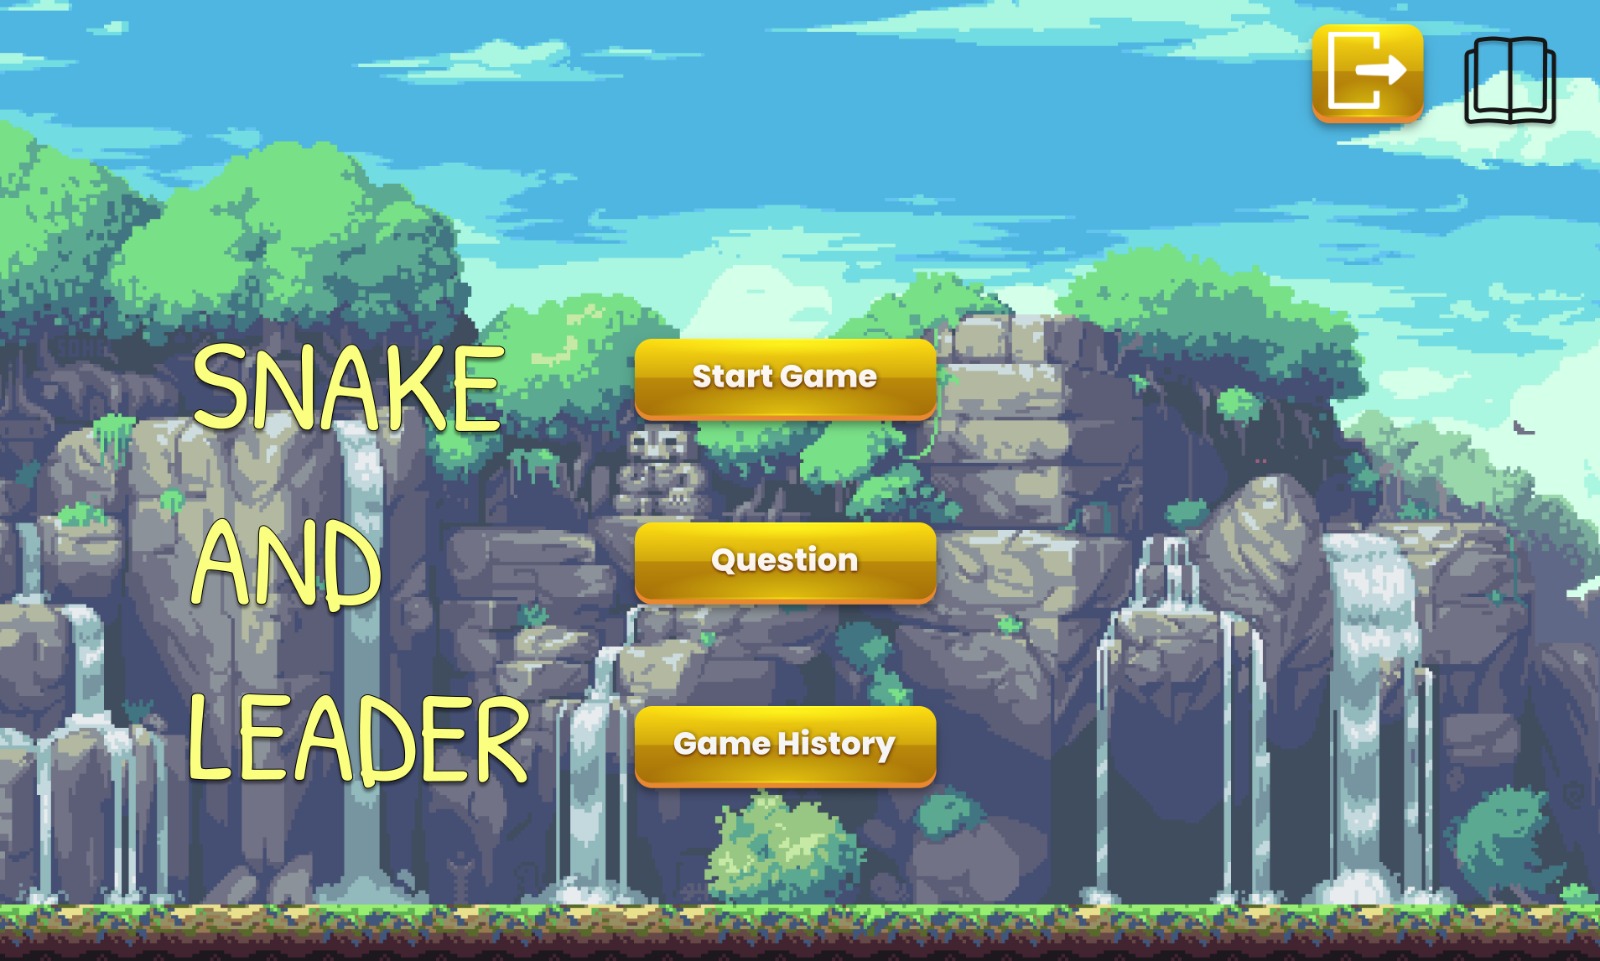 SNAKE
AND
LEADER
Start Game
Question
Game History